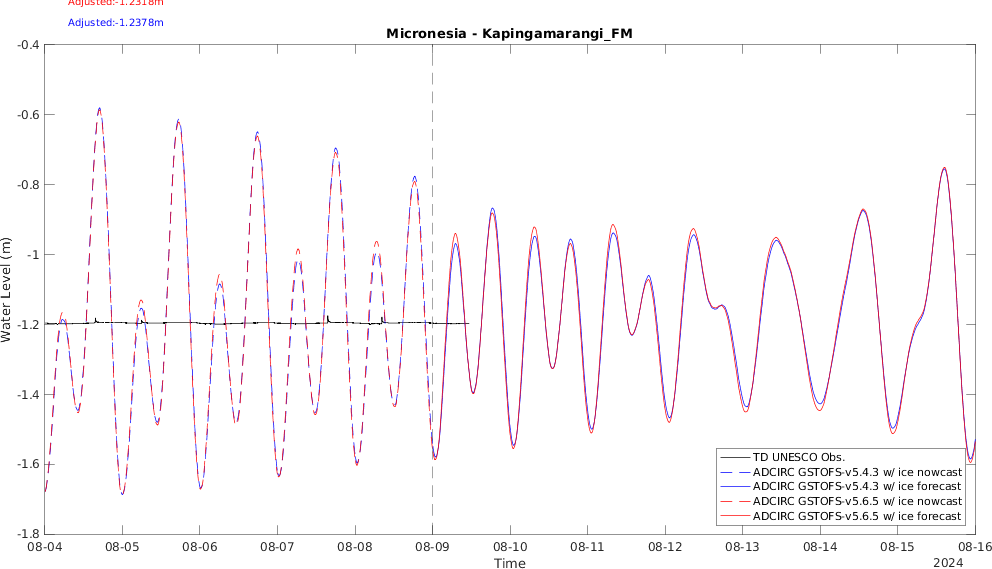 Adjusted:-1.2318m
Adjusted:-1.2378m
Micronesia - Kapingamarangi_FM
Water Level (m)
-0.4
-0.6
-0.8
-1
-1.2
-1.4
-1.6
-1.8
TD UNESCO Obs.
ADCIRC GSTOFS-v5.4.3 w/ ice nowcast
ADCIRC GSTOFS-v5.4.3 w/ ice forecast
ADCIRC GSTOFS-v5.6.5 w/ ice nowcast
ADCIRC GSTOFS-v5.6.5 w/ ice forecast
08-04 08-05 08-06 08-07 08-08 08-09 08-10 08-11 08-12 08-13 08-14 08-15 08-16
Time
2024